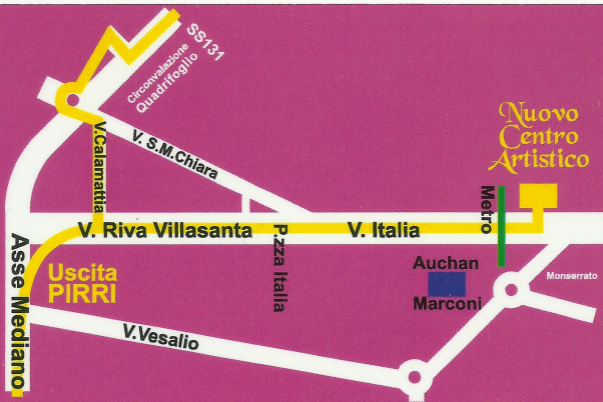 SS131
Circonvalazione
Quadrifoglio
Nuovo
Centro
Artistico
V.Calamattia
V. S.M.Chiara
Metro
V. Riva Villasanta
P.zza Italia
V. Italia
Asse Mediano
Uscita
PIRRI
Auchan
Marconi
Monserrato
V.Vesalio